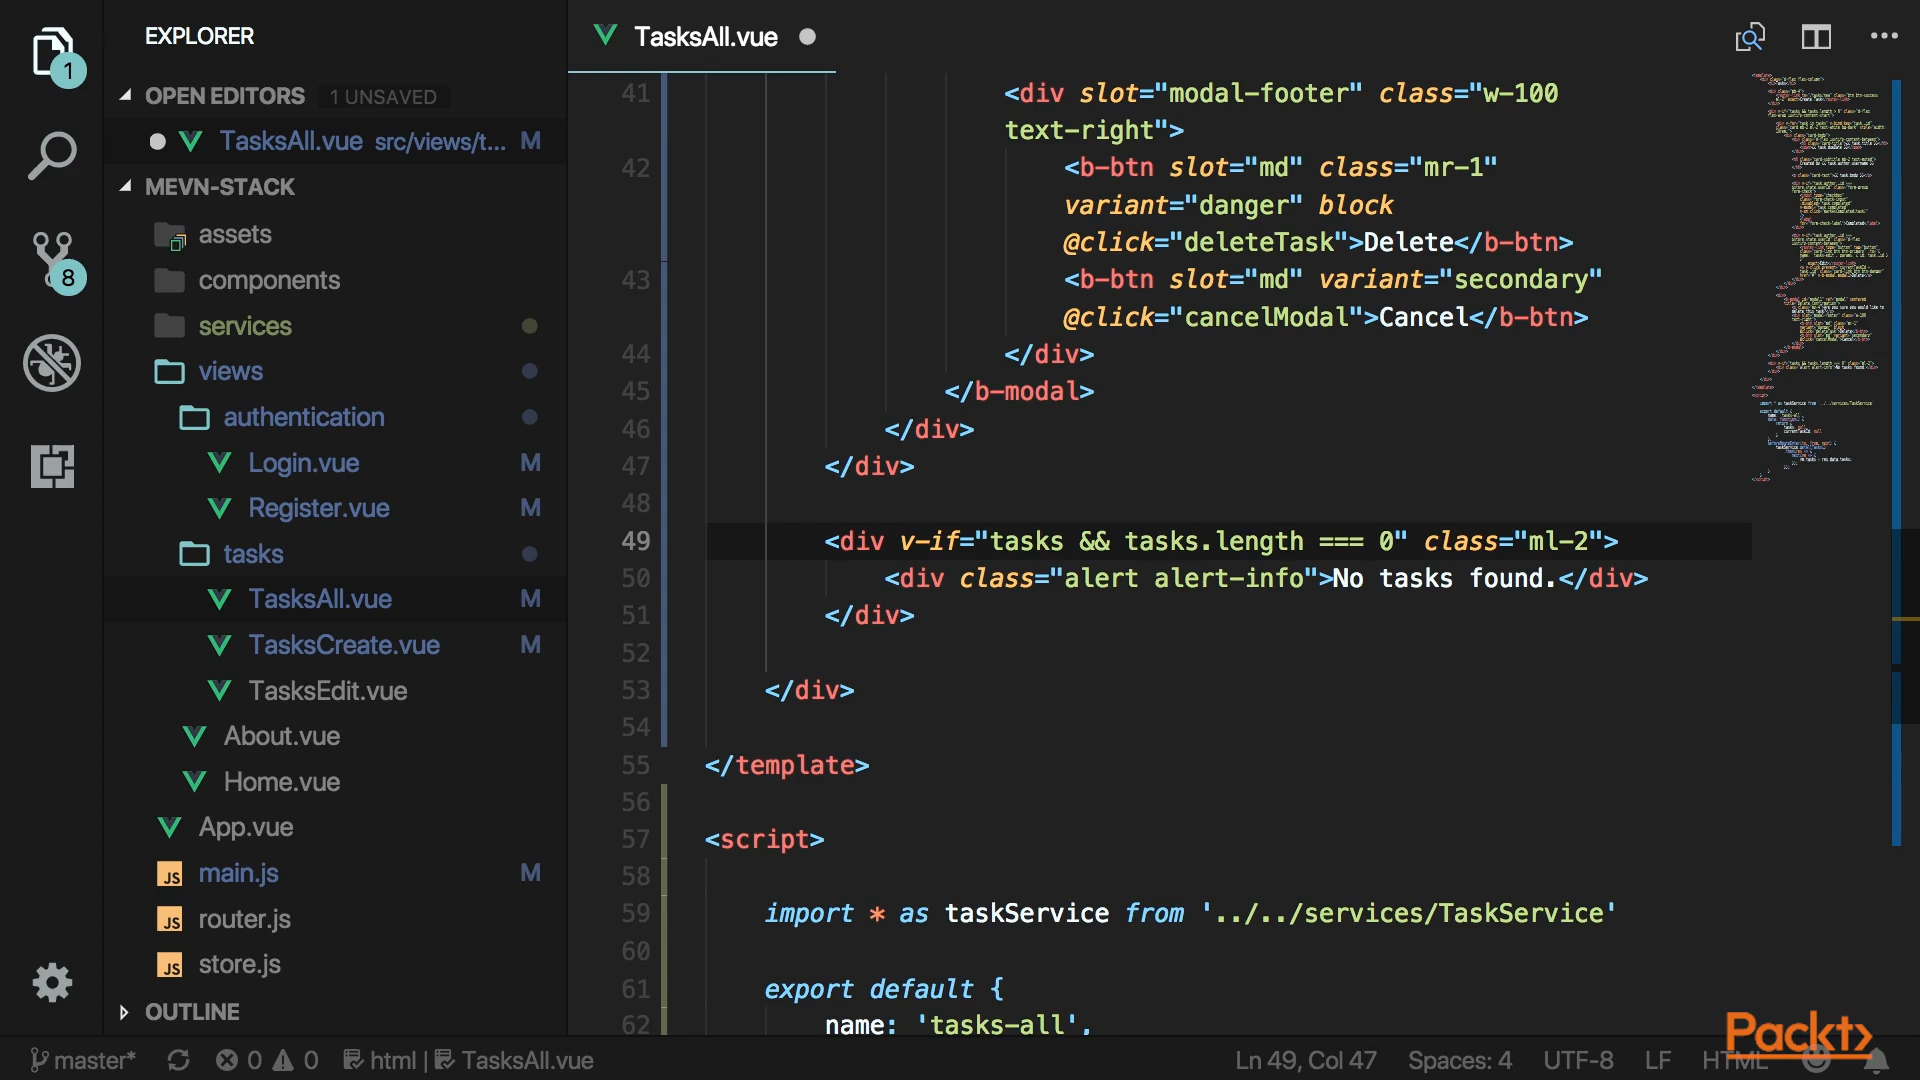 EXPLORER
OPEN EDITORS 1 UNSAVED
TasksAll.vue src/views/t... M
MEVN-STACK
assets
components
services
views
authentication
Login.vue M
Register.vue M
tasks
TasksAll.vue M
TasksCreate.vue M
TasksEdit.vue
About.vue
Home.vue
App.vue
JS main.js M
JS router.js
JS store.js
OUTLINE
1
8
TasksAll.vue
41 <div slot="modal-footer" class="w-100
text-right">
42 <b-btn slot="md" class="mr-1"
variant="danger" block
@click="deleteTask">Delete</b-btn>
43 <b-btn slot="md" variant="secondary"
@click="cancelModal">Cancel</b-btn>
44 </div>
45 </b-modal>
46 </div>
47 </div>
48
49 <div v-if="tasks && tasks.length === 0" class="ml-2">
50 <div class="alert alert-info">No tasks found.</div>
51 </div>
52
53 </div>
54
55 </template>
56
57 <script>
58
59 import * as taskService from '../../services/TaskService'
60
61 export default {
62 name: 'tasks-all',
Packt>
master* 0 0 html | TasksAll.vue Ln 49, Col 47 Spaces: 4 UTF-8 LF HTML